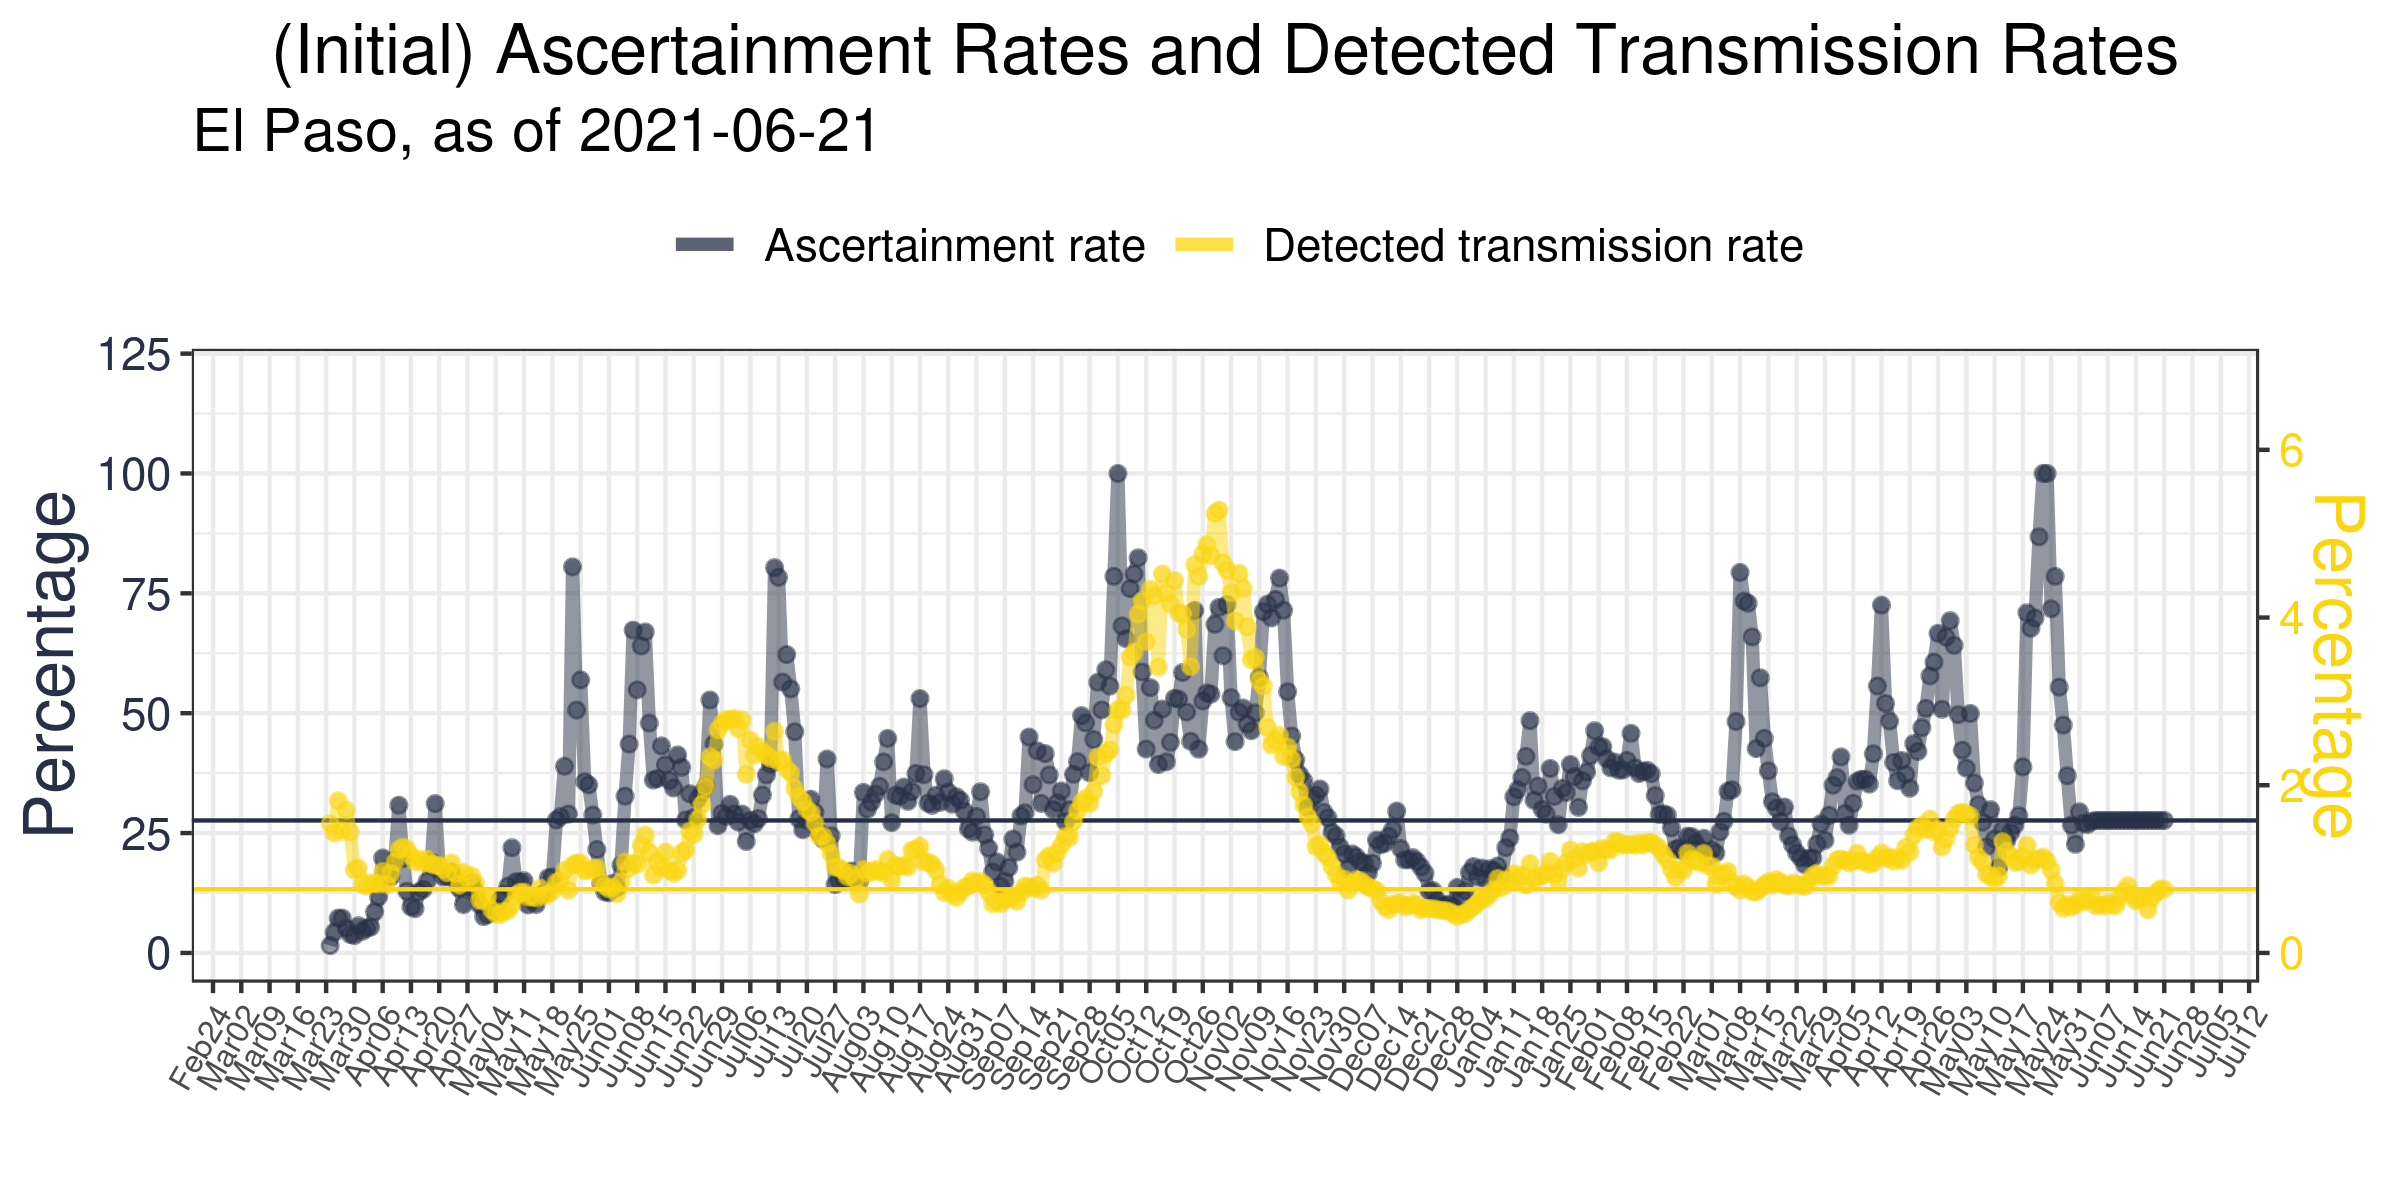 (Initial) Ascertainment Rates and Detected Transmission Rates
El Paso, as of 2021-06-21
Ascertainment rate
Detected transmission rate
Percentage
125
100
75
50
25
0
6
4
2
0
Percentage
Feb24
Mar02
Mar09
Mar16
Mar23
Mar30
Apr06
Apr13
Apr20
Apr27
May04
May11
May18
May25
Jun01
Jun08
Jun15
Jun22
Jun29
Jul06
Jul13
Jul20
Jul27
Aug03
Aug10
Aug17
Aug24
Aug31
Sep07
Sep14
Sep21
Sep28
Oct05
Oct12
Oct19
Oct26
Nov02
Nov09
Nov16
Nov23
Nov30
Dec07
Dec14
Dec21
Dec28
Jan04
Jan11
Jan18
Jan25
Feb01
Feb08
Feb15
Feb22
Mar01
Mar08
Mar15
Mar22
Mar29
Apr05
Apr12
Apr19
Apr26
May03
May10
May17
May24
May31
Jun07
Jun14
Jun21
Jun28
Jul05
Jul12